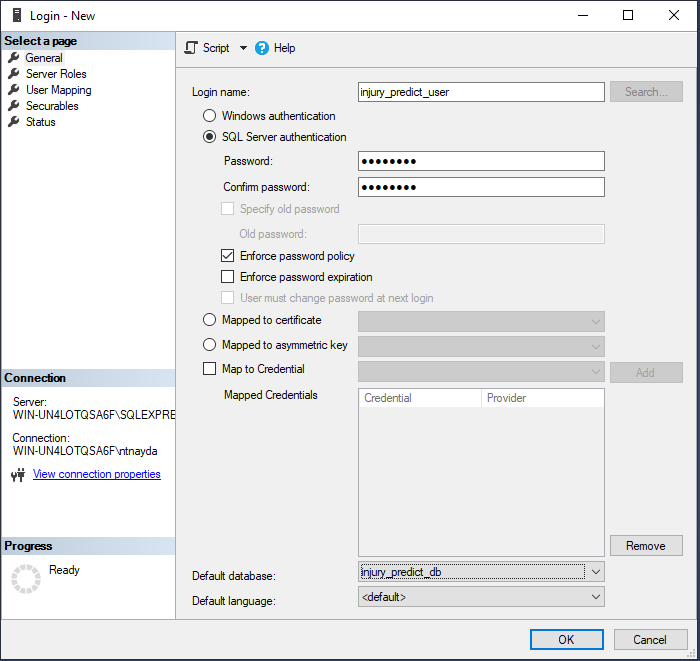 Login - New
Select a page
General
Server Roles
User Mapping
Securables
Status
Connection
Server:
WIN-UN4LOTQSA6F\SQLEXPRE
Connection:
WIN-UN4LOTQSA6F\ntnayda
View connection properties
Progress
Ready
Script Help
Login name: injury_predict_user Search...
Windows authentication
SQL Server authentication
Password: ●●●●●●●●
Confirm password: ●●●●●●●●
Specify old password
Old password:
Enforce password policy
Enforce password expiration
User must change password at next login
Mapped to certificate
Mapped to asymmetric key
Map to Credential Add
Mapped Credentials Credential Provider
Remove
Default database: injury_predict_db
Default language: <default>
OK Cancel